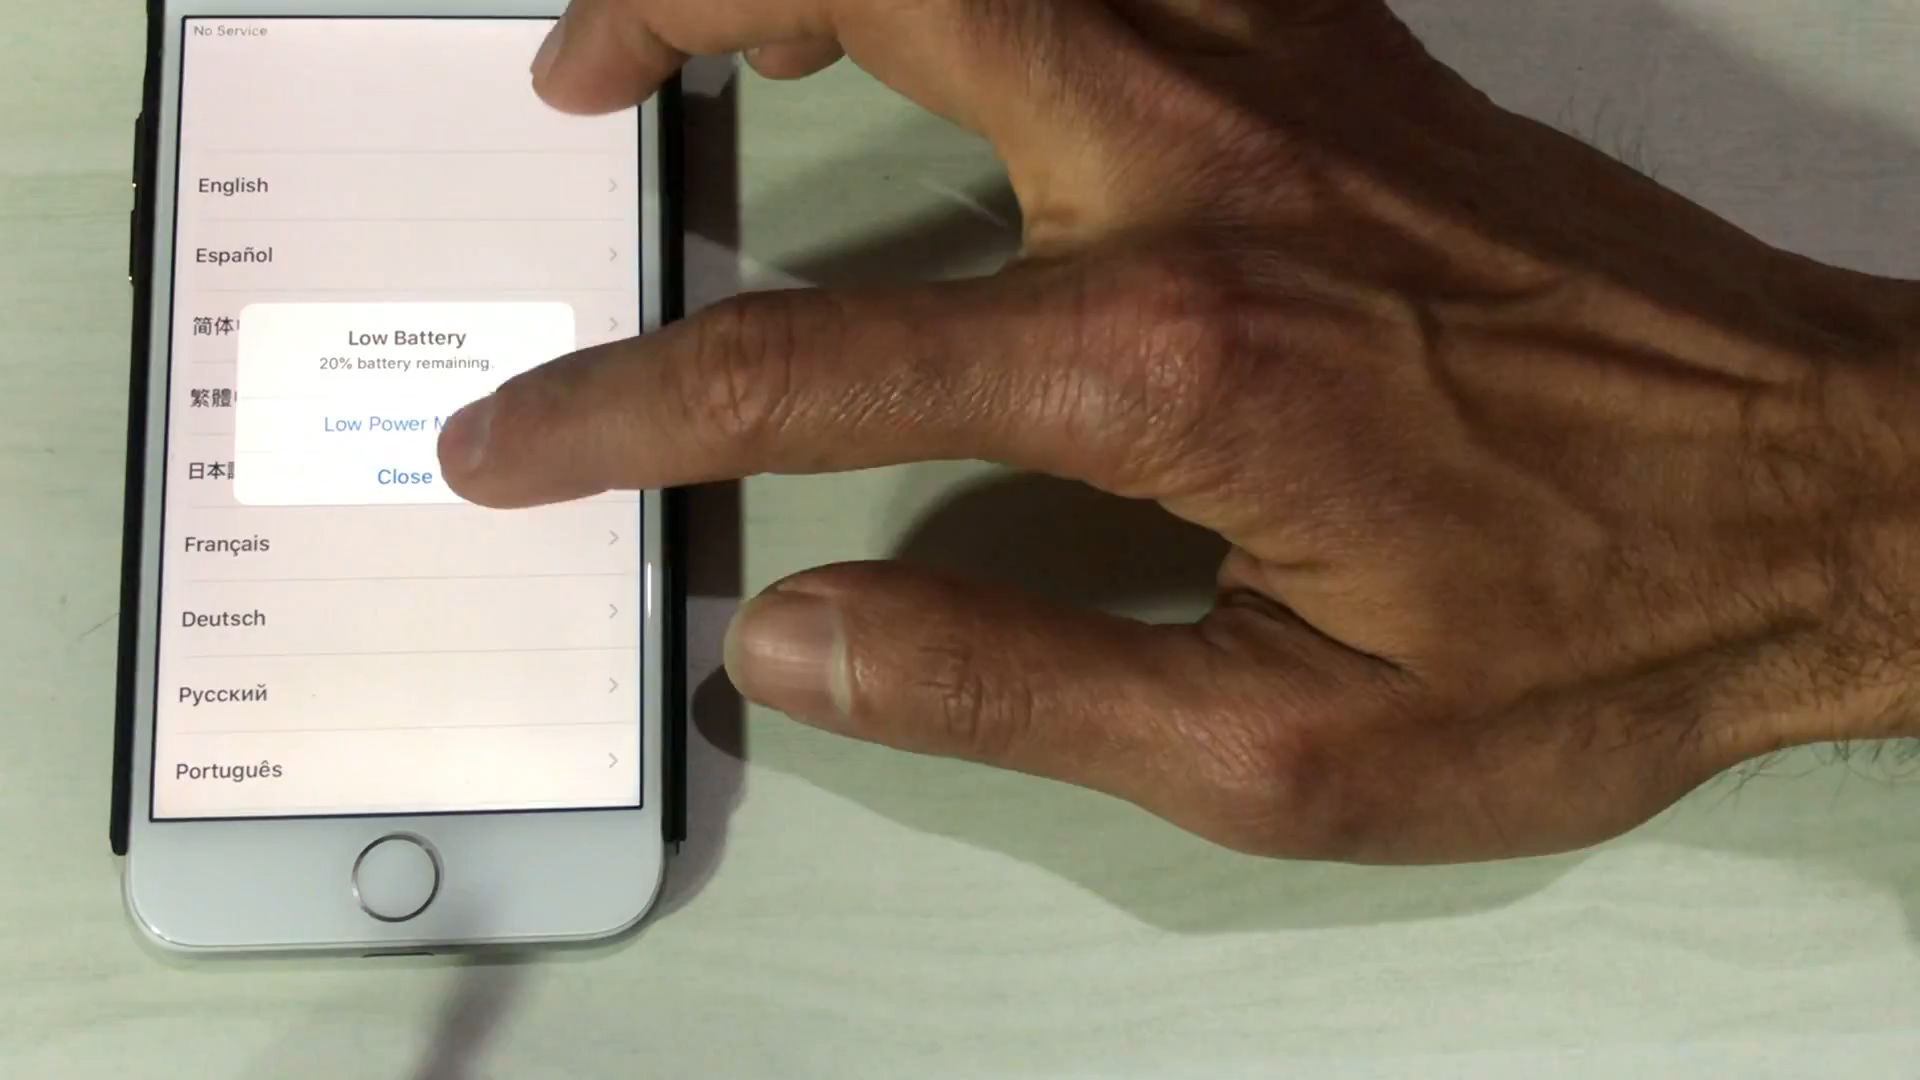 No Service
English
Español
简体
Low Battery
20% battery remaining.
繁體
Low Power
日本
Close
Français
Deutsch
Русский
Português